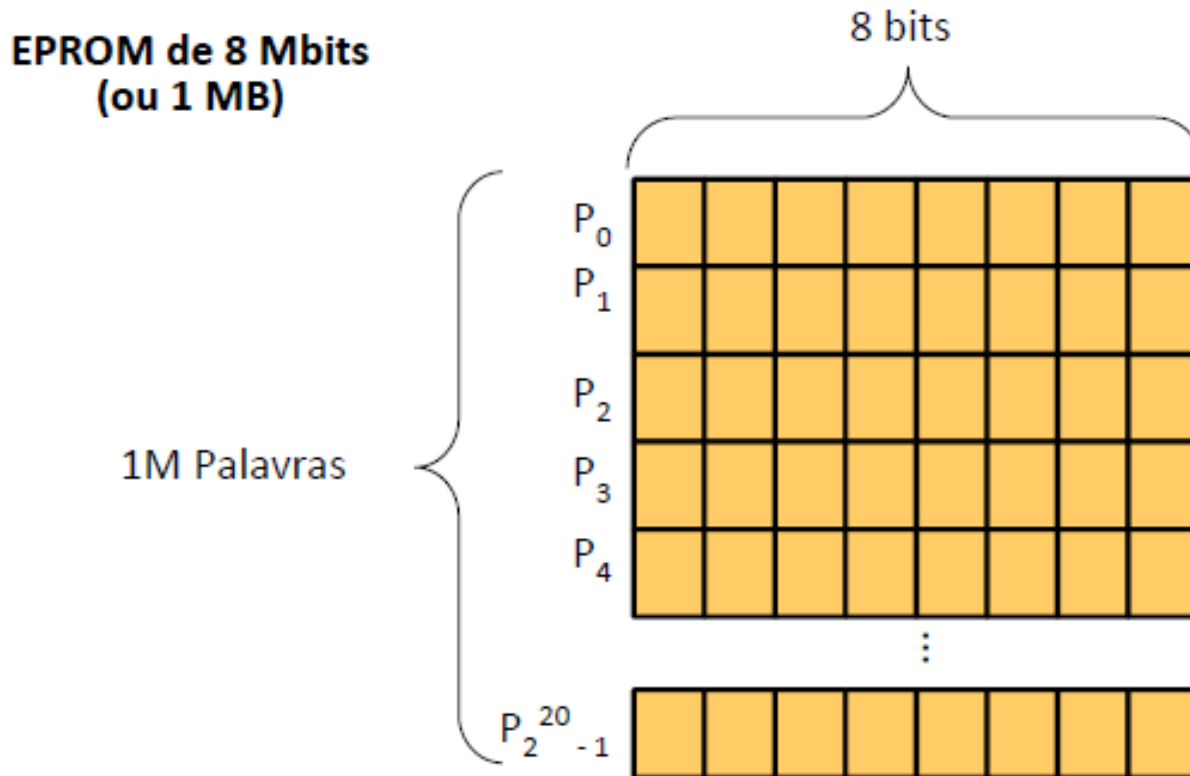 EPROM de 8 Mbits
(ou 1 MB)
8 bits
P0
P1
P2
1M Palavras
P3
P4
⋮
P2^20 - 1